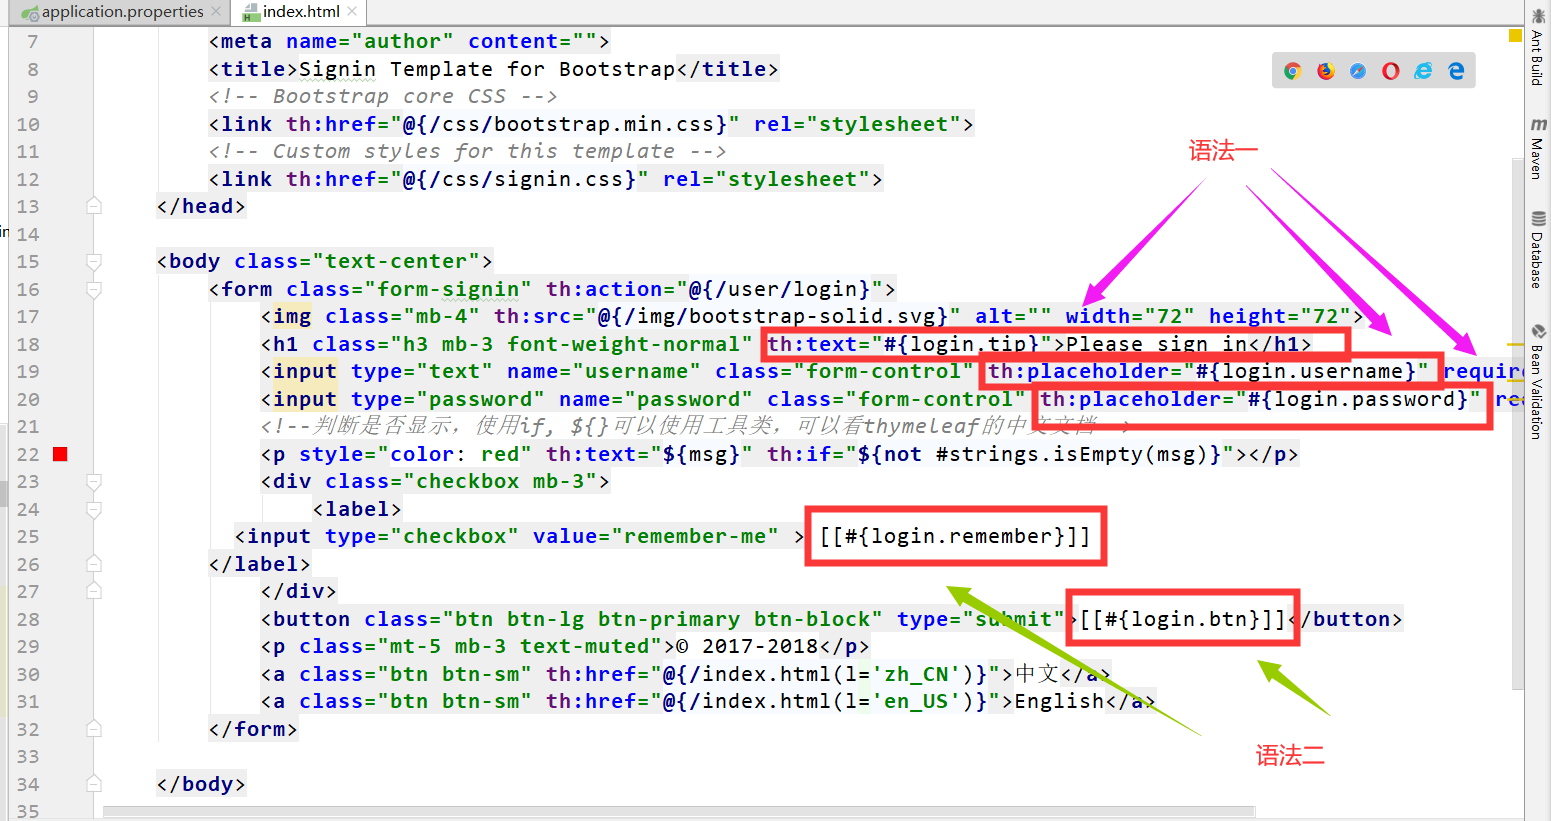 application.properties
index.html
7 <meta name="author" content="">
8 <title>Signin Template for Bootstrap</title>
9 <!-- Bootstrap core CSS -->
10 <link th:href="@{/css/bootstrap.min.css}" rel="stylesheet">
11 <!-- Custom styles for this template -->
12 <link th:href="@{/css/signin.css}" rel="stylesheet">
13 </head>
14
15 <body class="text-center">
16 <form class="form-signin" th:action="@{/user/login}">
17 <img class="mb-4" th:src="@{/img/bootstrap-solid.svg}" alt="" width="72" height="72">
18 <h1 class="h3 mb-3 font-weight-normal" th:text="#{login.tip}">Please sign in</h1>
19 <input type="text" name="username" class="form-control" th:placeholder="#{login.username}" require
20 <input type="password" name="password" class="form-control" th:placeholder="#{login.password}" re
21 <!--判断是否显示，使用if, ${}可以使用工具类，可以看thymeleaf的中文文档-->
22 <p style="color: red" th:text="${msg}" th:if="${not #strings.isEmpty(msg)}"></p>
23 <div class="checkbox mb-3">
24 <label>
25 <input type="checkbox" value="remember-me" > [[#{login.remember}]]
26 </label>
27 </div>
28 <button class="btn btn-lg btn-primary btn-block" type="submit">[[#{login.btn}]]</button>
29 <p class="mt-5 mb-3 text-muted">© 2017-2018</p>
30 <a class="btn btn-sm" th:href="@{/index.html(l='zh_CN')}">中文</a>
31 <a class="btn btn-sm" th:href="@{/index.html(l='en_US')}">English</a>
32 </form>
33
34 </body>
35
语法一
语法二
Ant Build
Maven
Database
Bean Validation